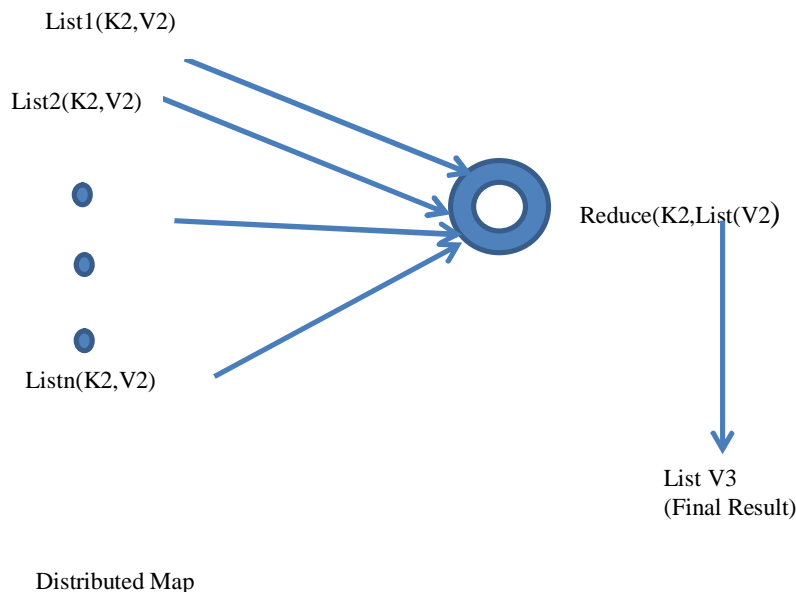 List1(K2,V2)
List2(K2,V2)
Reduce(K2,List(V2)
Listn(K2,V2)
List V3
(Final Result)
Distributed Map